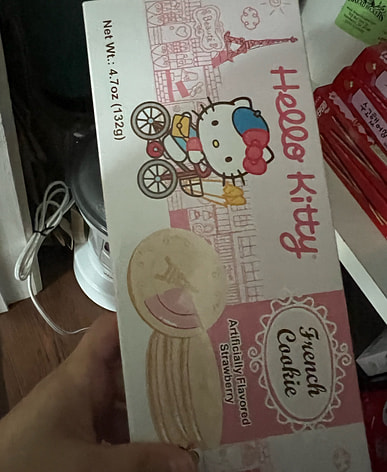 Hello Kitty
Net Wt.: 4.7oz (132g)
French
Cookie
Artificially Flavored
Strawberry